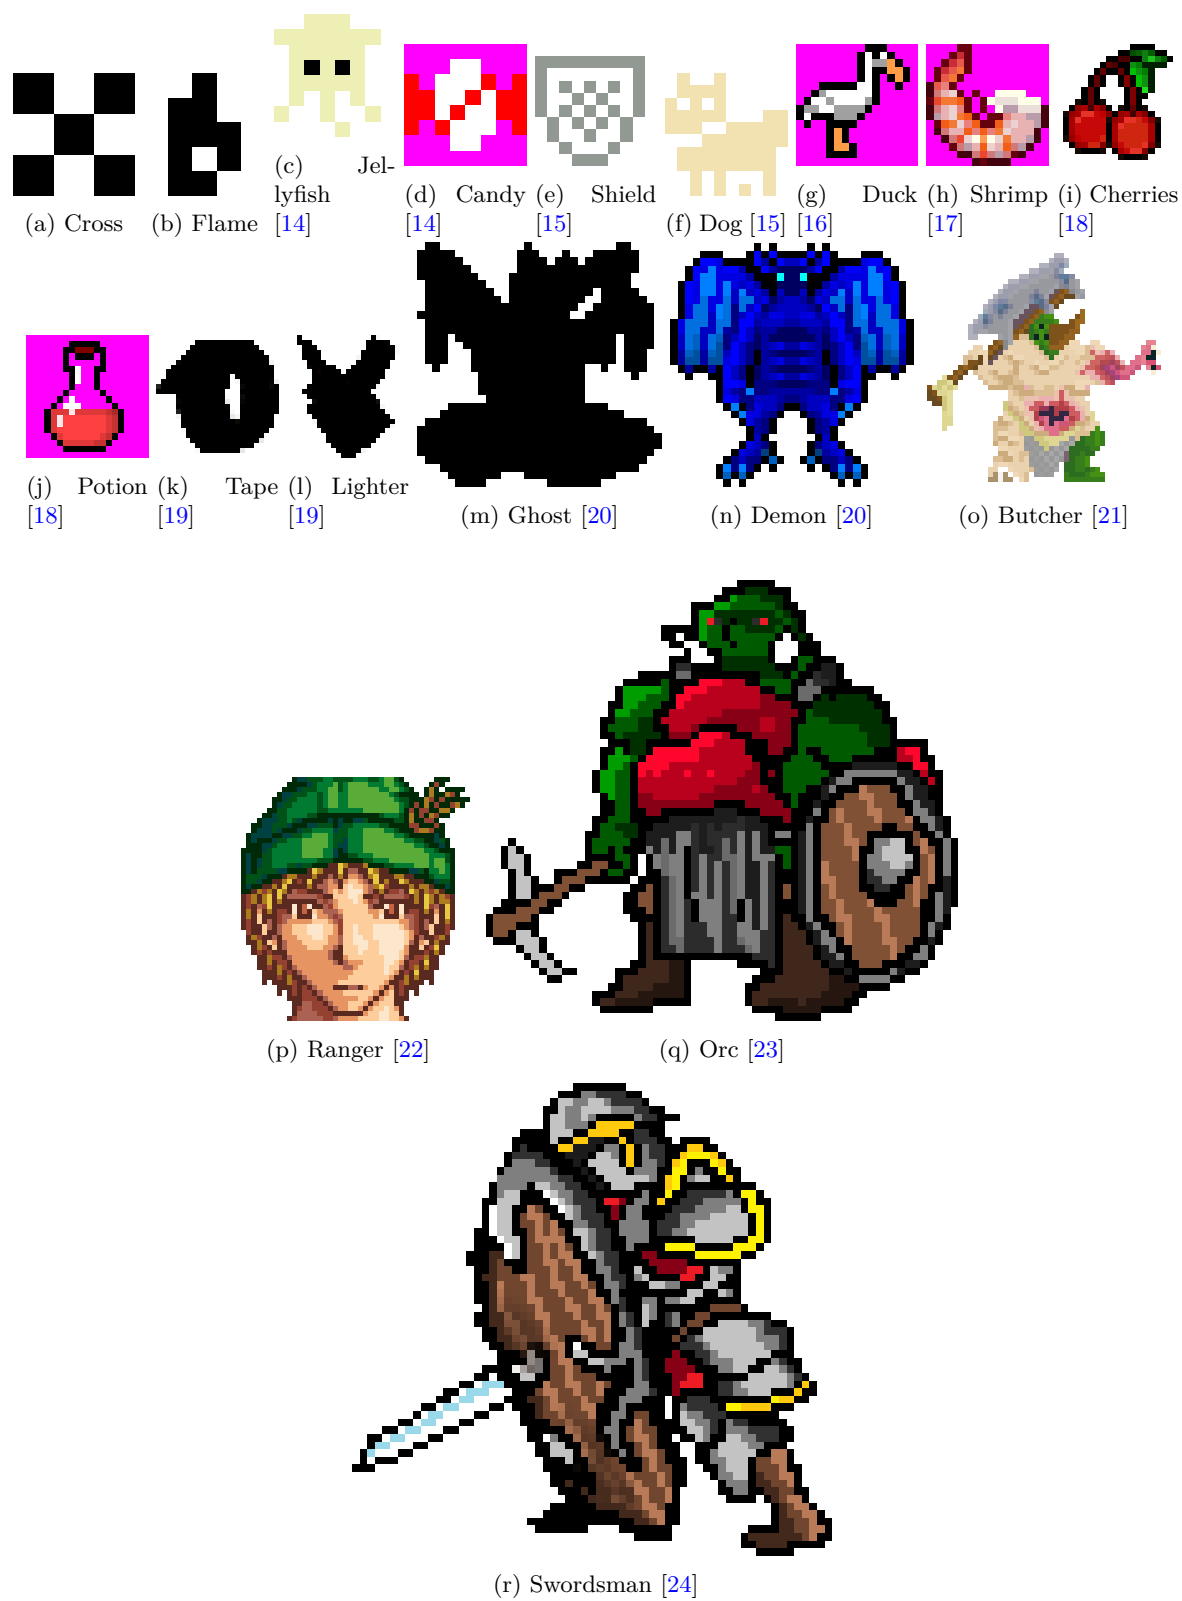 (a) Cross
(b) Flame
(c) Jel-
lyfish
[14]
(d) Candy
[14]
(e) Shield
[15]
(f) Dog [15]
(g) Duck
[16]
(h) Shrimp
[17]
(i) Cherries
[18]
(j) Potion
[18]
(k) Tape
[19]
(l) Lighter
[19]
(m) Ghost [20]
(n) Demon [20]
(o) Butcher [21]
(p) Ranger [22]
(q) Orc [23]
(r) Swordsman [24]